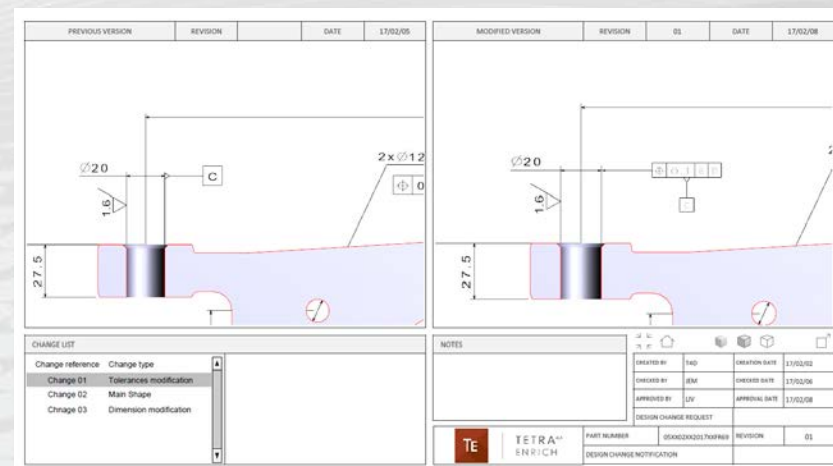 PREVIOUS VERSION REVISION DATE 17/02/05
MODIFIED VERSION REVISION 01 DATE 17/02/08
Ø20
C
2xØ12
0
1.6
27.5
Ø20
C
2
1.6
27.5
CHANGE LIST
Change reference Change type
Change 01 Tolerances modification
Change 02 Main Shape
Chnage 03 Dimension modification
NOTES
CREATED BY TAD CREATION DATE 17/02/02
CHECKED BY JEM CHECKED DATE 17/02/06
APPROVED BY LIV APPROVAL DATE 17/02/08
DESIGN CHANGE REQUEST
TE TETRA
ENRICH
PART NUMBER REVISION 01
DESIGN CHANGE NOTIFICATION